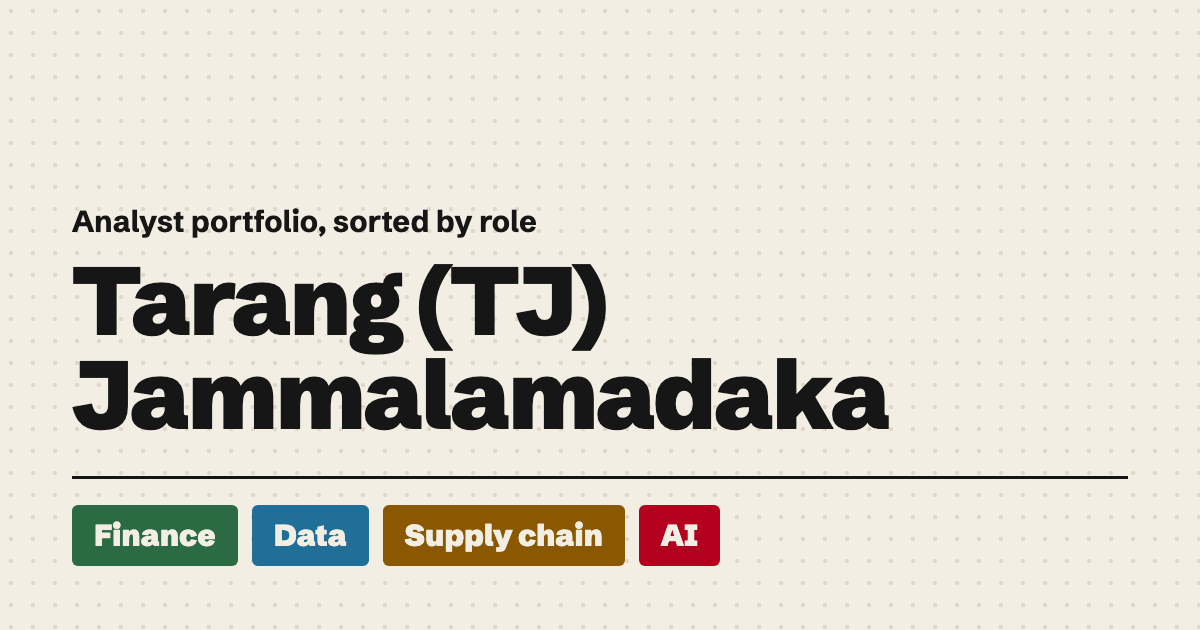 Analyst portfolio, sorted by role
Tarang (TJ)
Jammalamadaka
Finance Data Supply chain AI